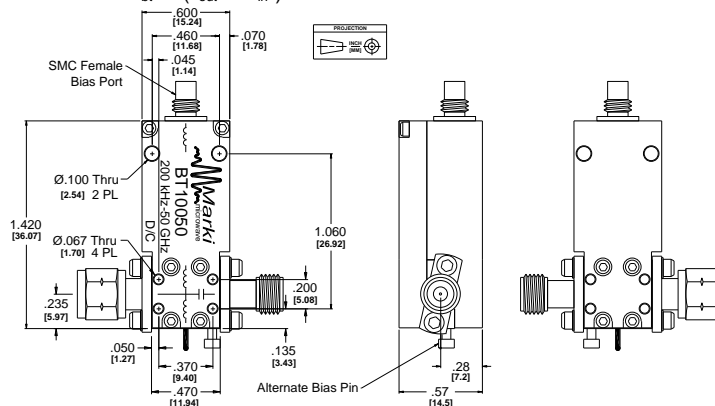 .600
[15.24]
.460
[11.68]
.070
[1.78]
.045
[1.14]
PROJECTION
INCH
[MM]
SMC Female
Bias Port
Ø.100 Thru
[2.54] 2 PL
1.420
[36.07]
D/C
200 kHz-50 GHz
BT10050
Marki
microwave
1.060
[26.92]
Ø.067 Thru
[1.70] 4 PL
.200
[5.08]
.235
[5.97]
.050
[1.27]
.135
[3.43]
.370
[9.40]
.470
[11.94]
Alternate Bias Pin
.28
[7.2]
.57
[14.5]